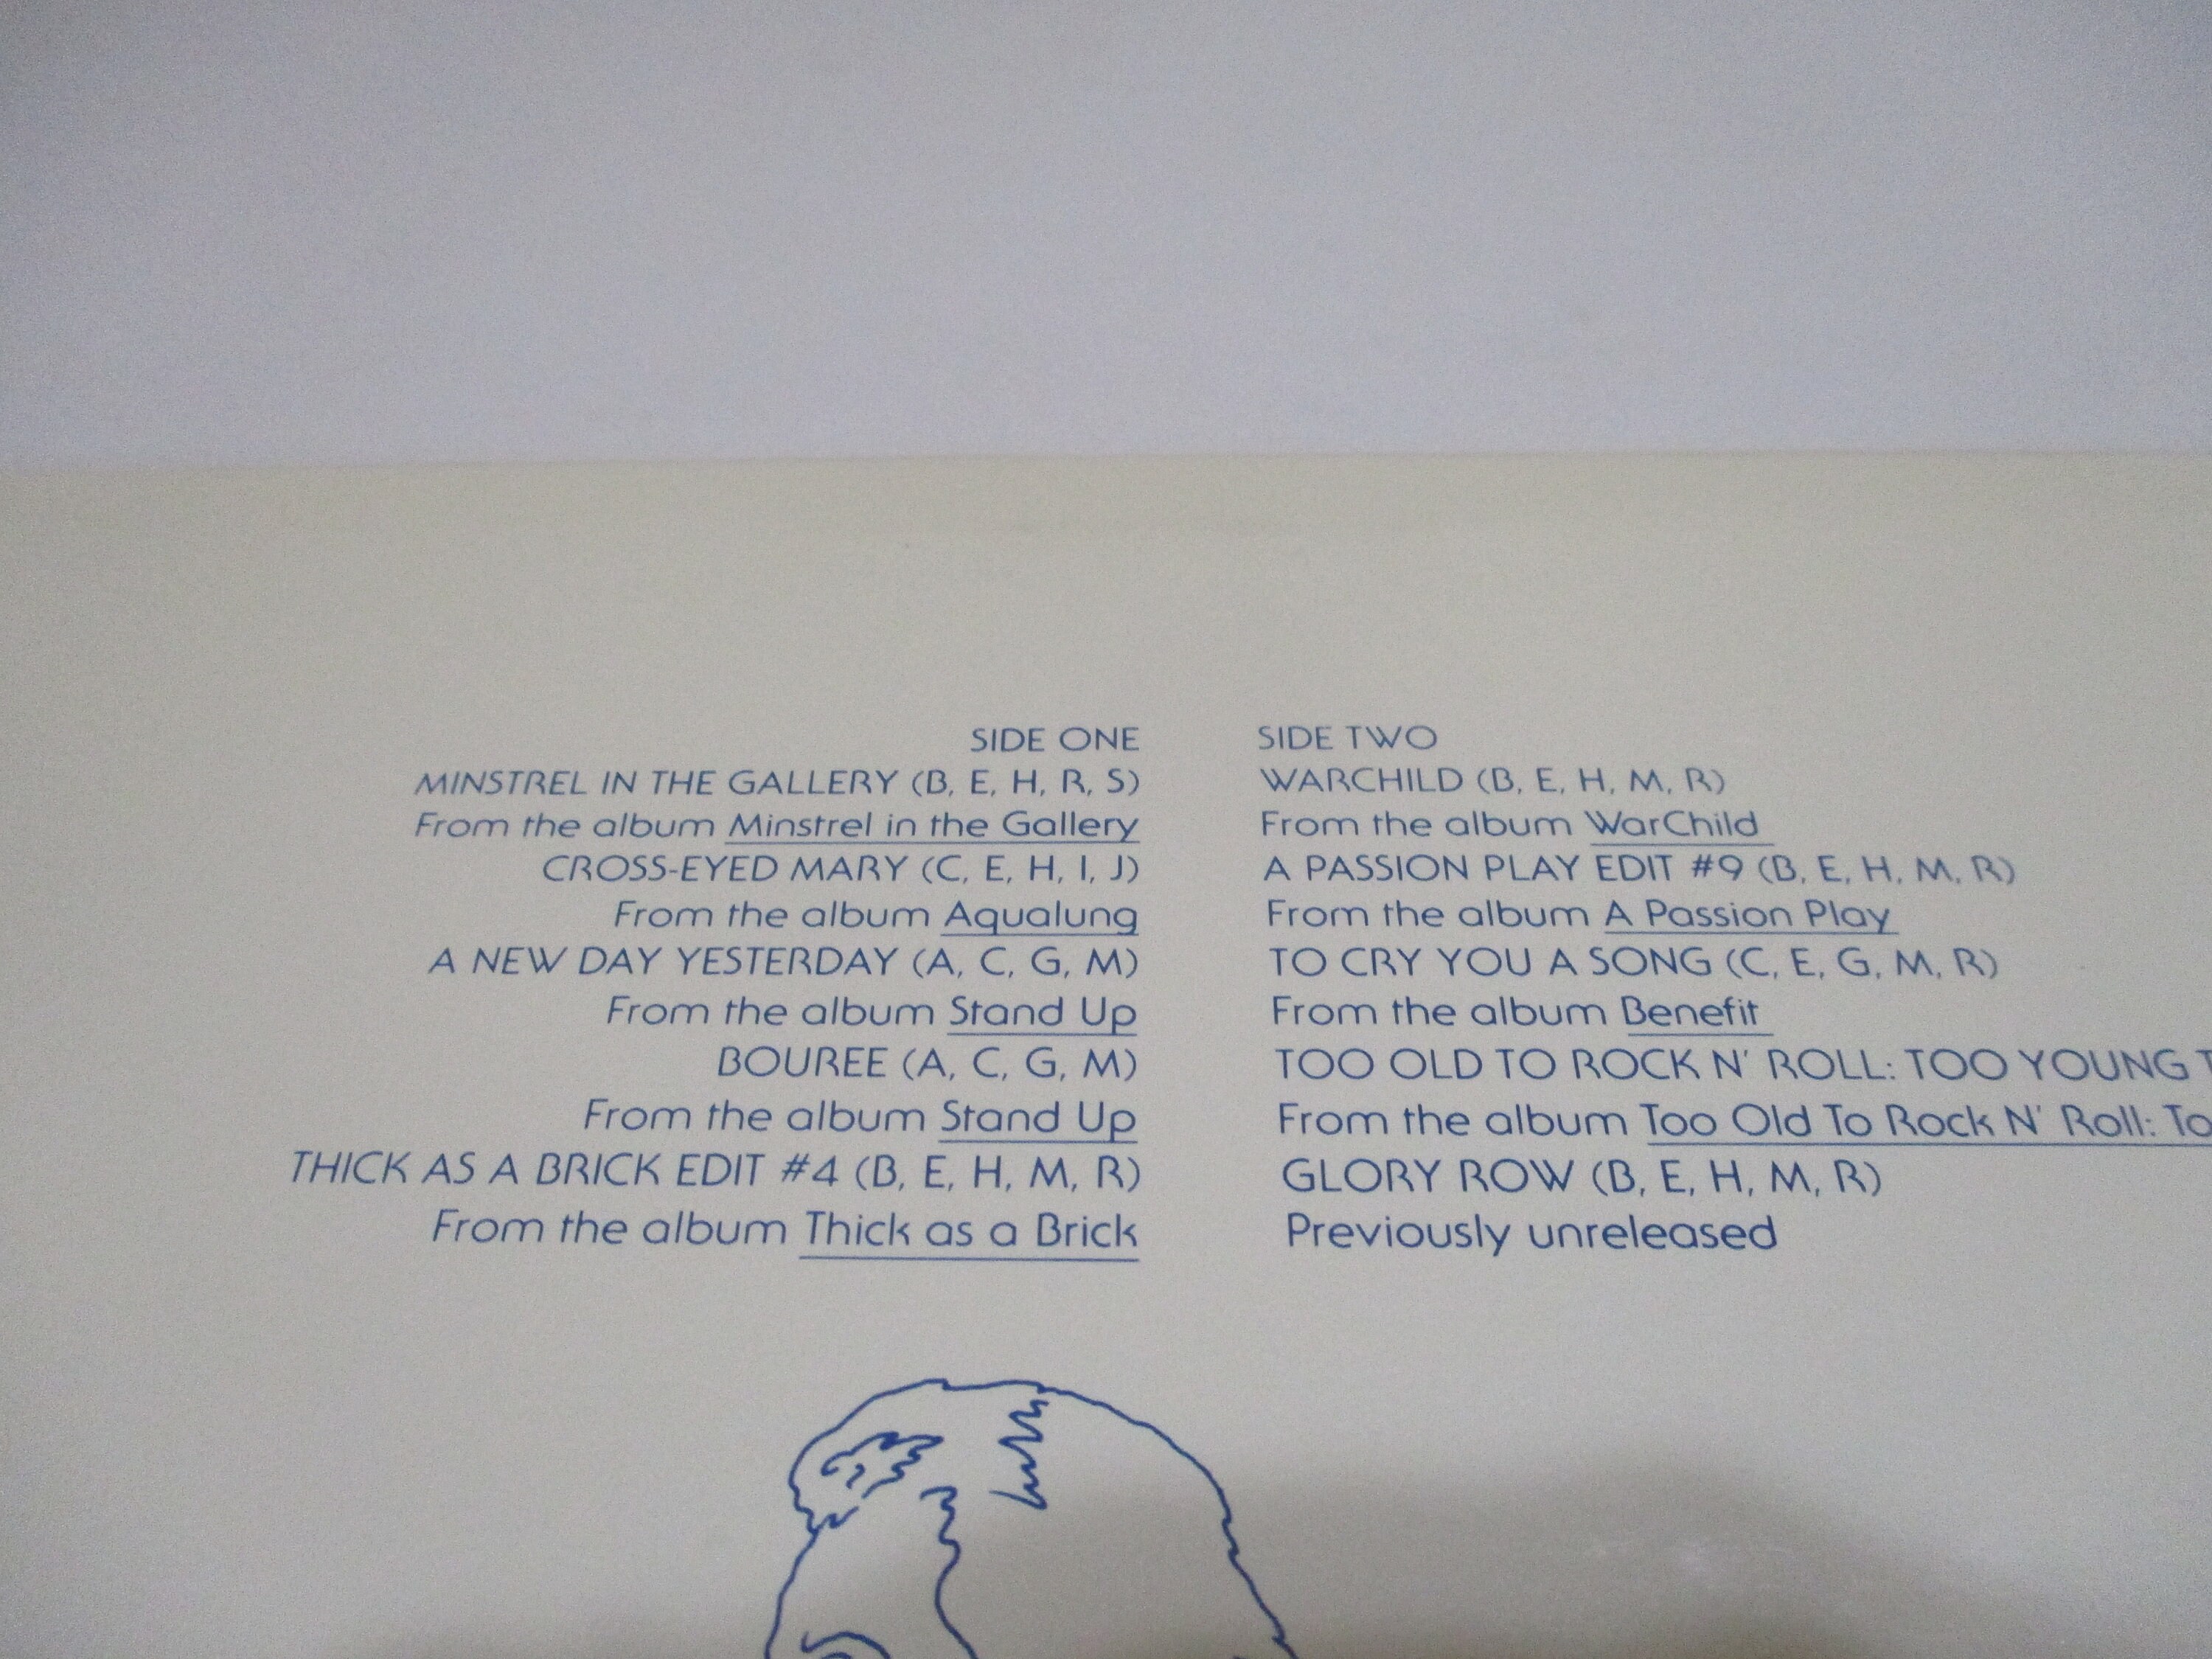 SIDE ONE
MINSTREL IN THE GALLERY (B, E, H, R, S)
From the album Minstrel in the Gallery
CROSS-EYED MARY (C, E, H, I, J)
From the album Aqualung
A NEW DAY YESTERDAY (A, C, G, M)
From the album Stand Up
BOUREE (A, C, G, M)
From the album Stand Up
THICK AS A BRICK EDIT #4 (B, E, H, M, R)
From the album Thick as a Brick
SIDE TWO
WARCHILD (B, E, H, M, R)
From the album WarChild
A PASSION PLAY EDIT #9 (B, E, H, M, R)
From the album A Passion Play
TO CRY YOU A SONG (C, E, G, M, R)
From the album Benefit
TOO OLD TO ROCK N' ROLL: TOO YOUNG
From the album Too Old To Rock N' Roll:
GLORY ROW (B, E, H, M, R)
Previously unreleased